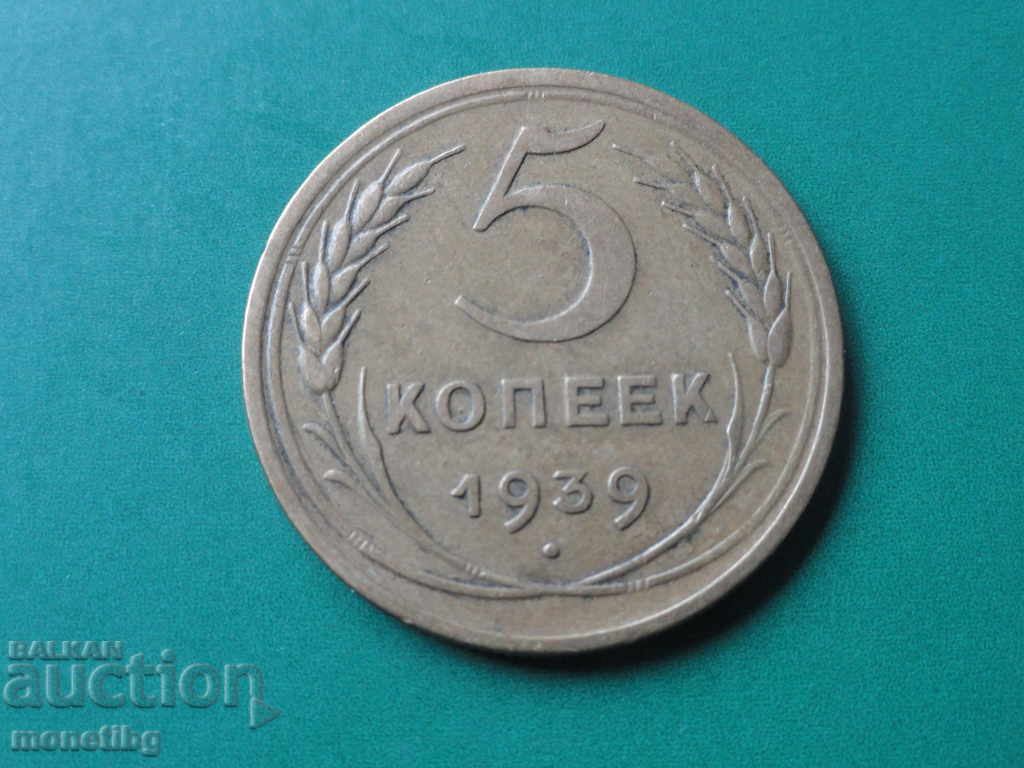 5
КОПЕЕК
1939
BALKAN
auction
monetibg